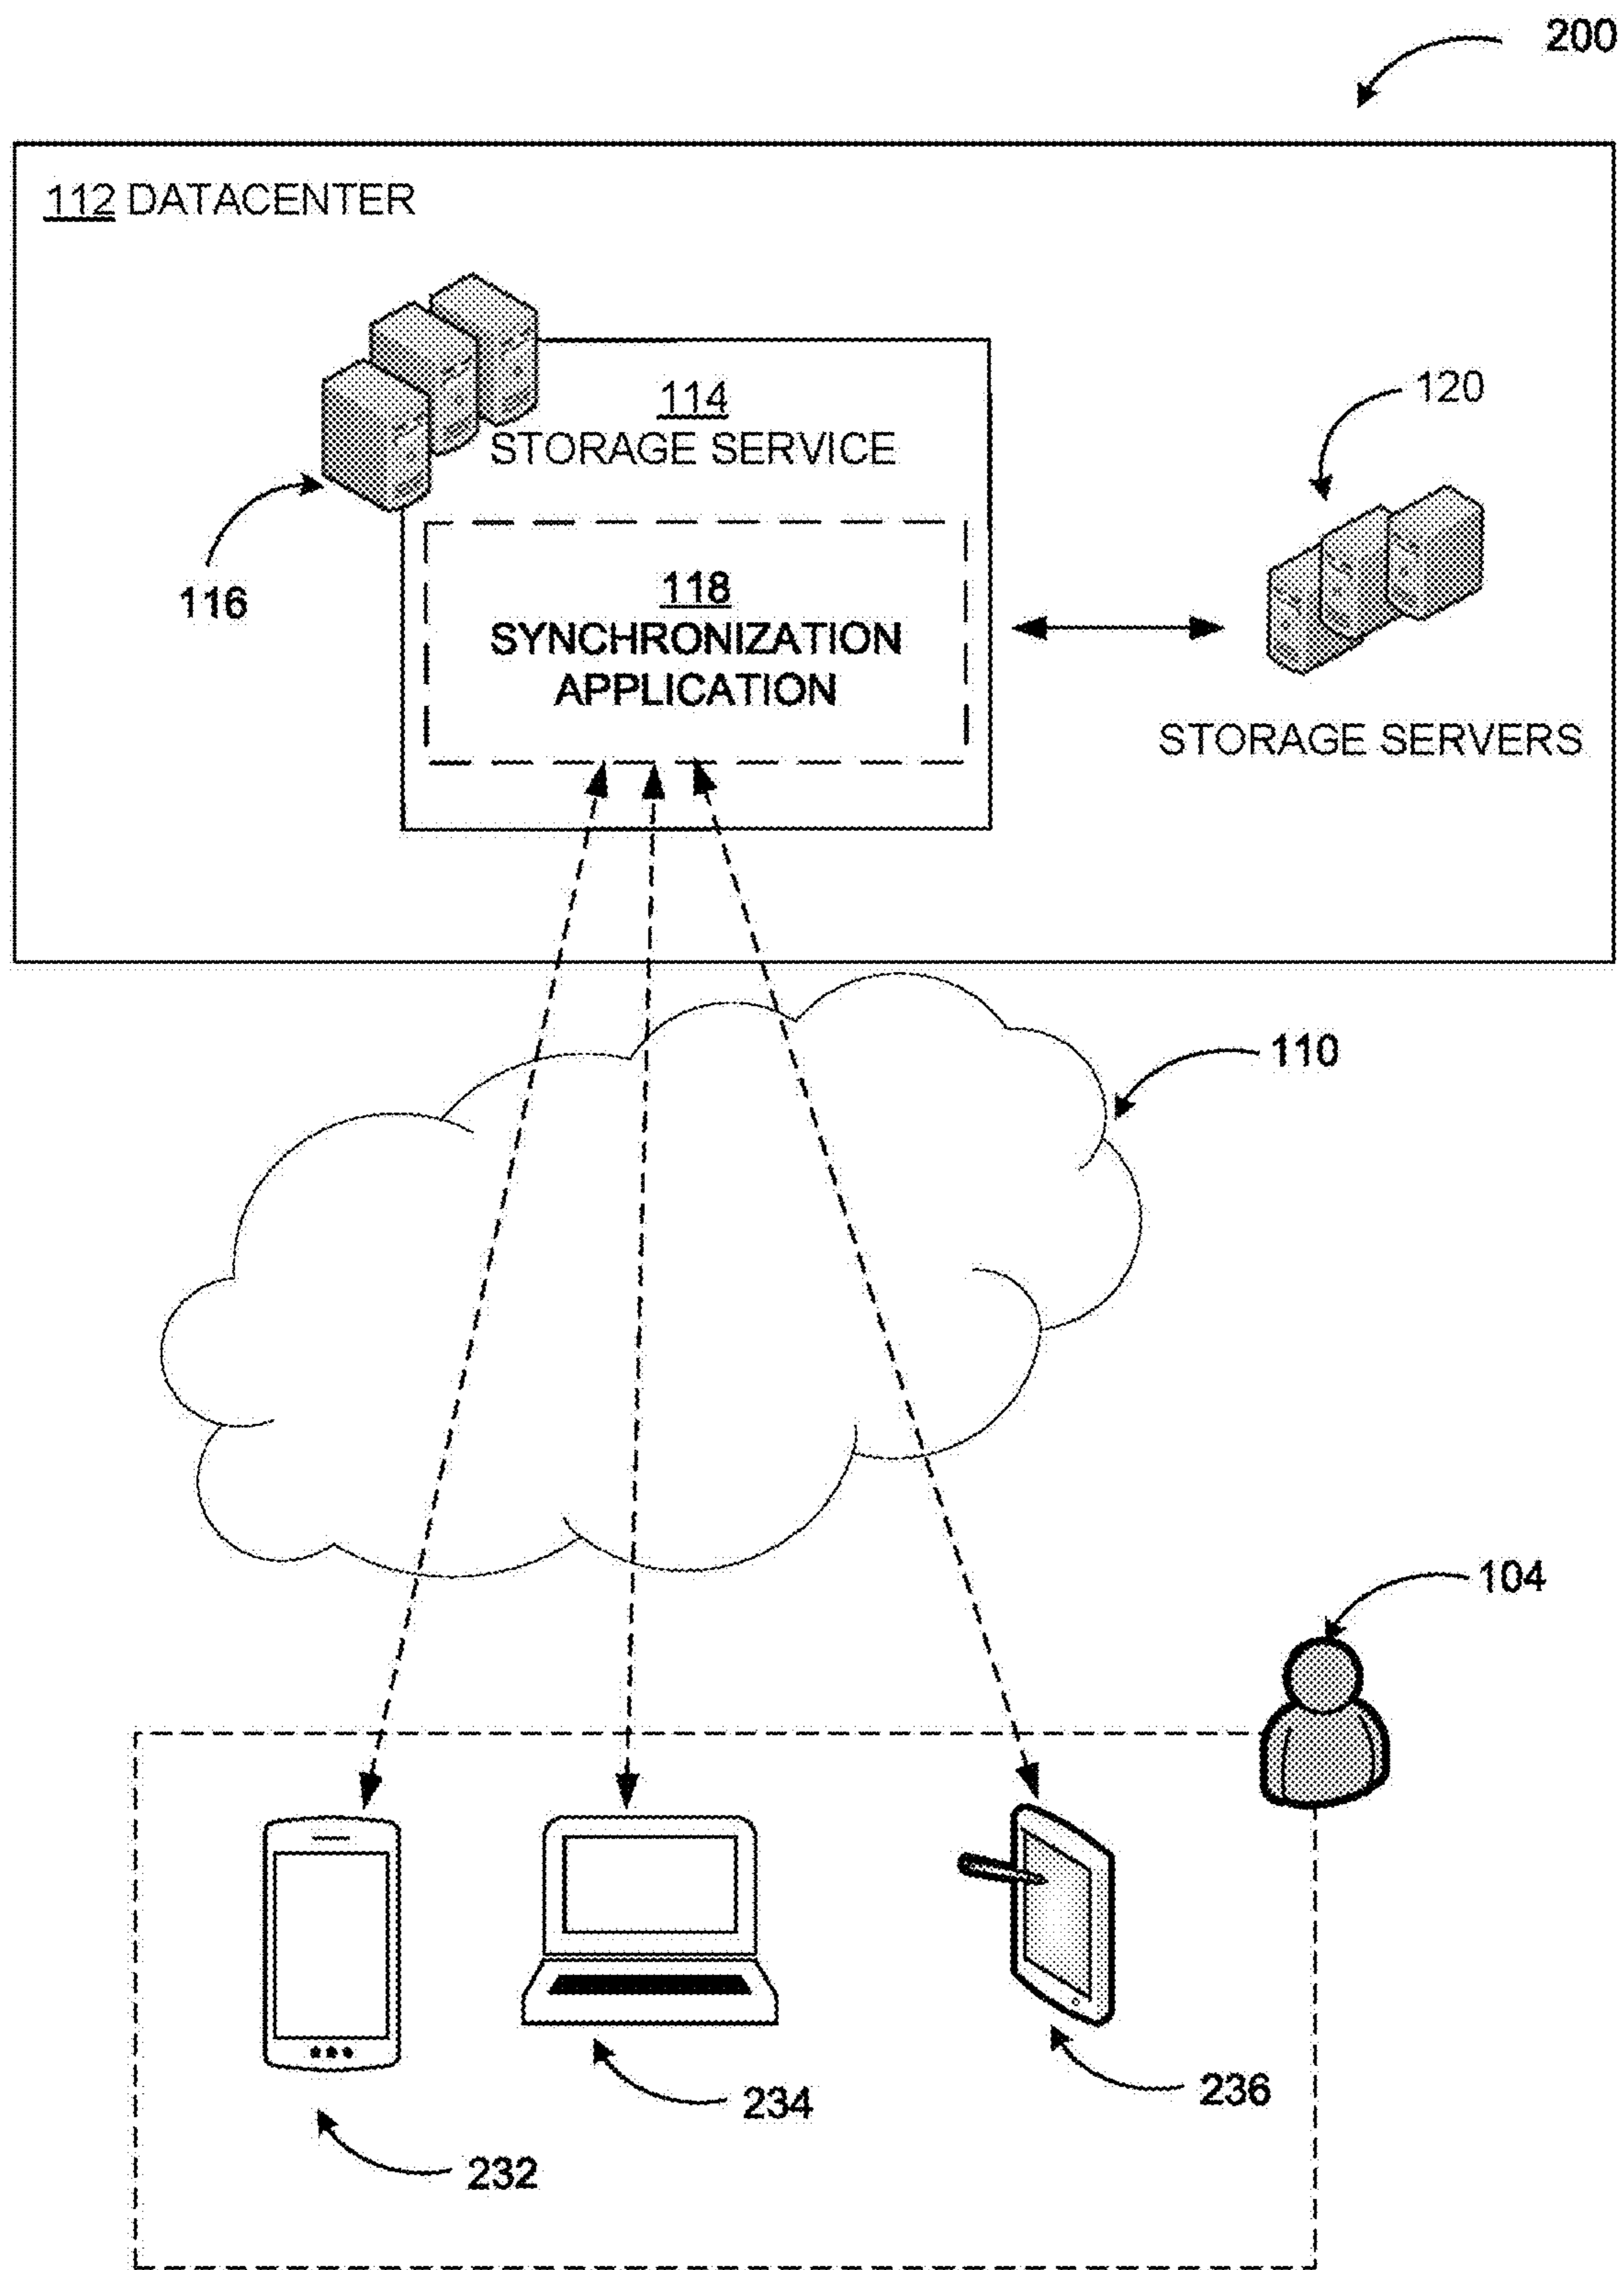 200
112 DATACENTER
114
STORAGE SERVICE
120
116
118
SYNCHRONIZATION
APPLICATION
STORAGE SERVERS
110
104
232
234
236